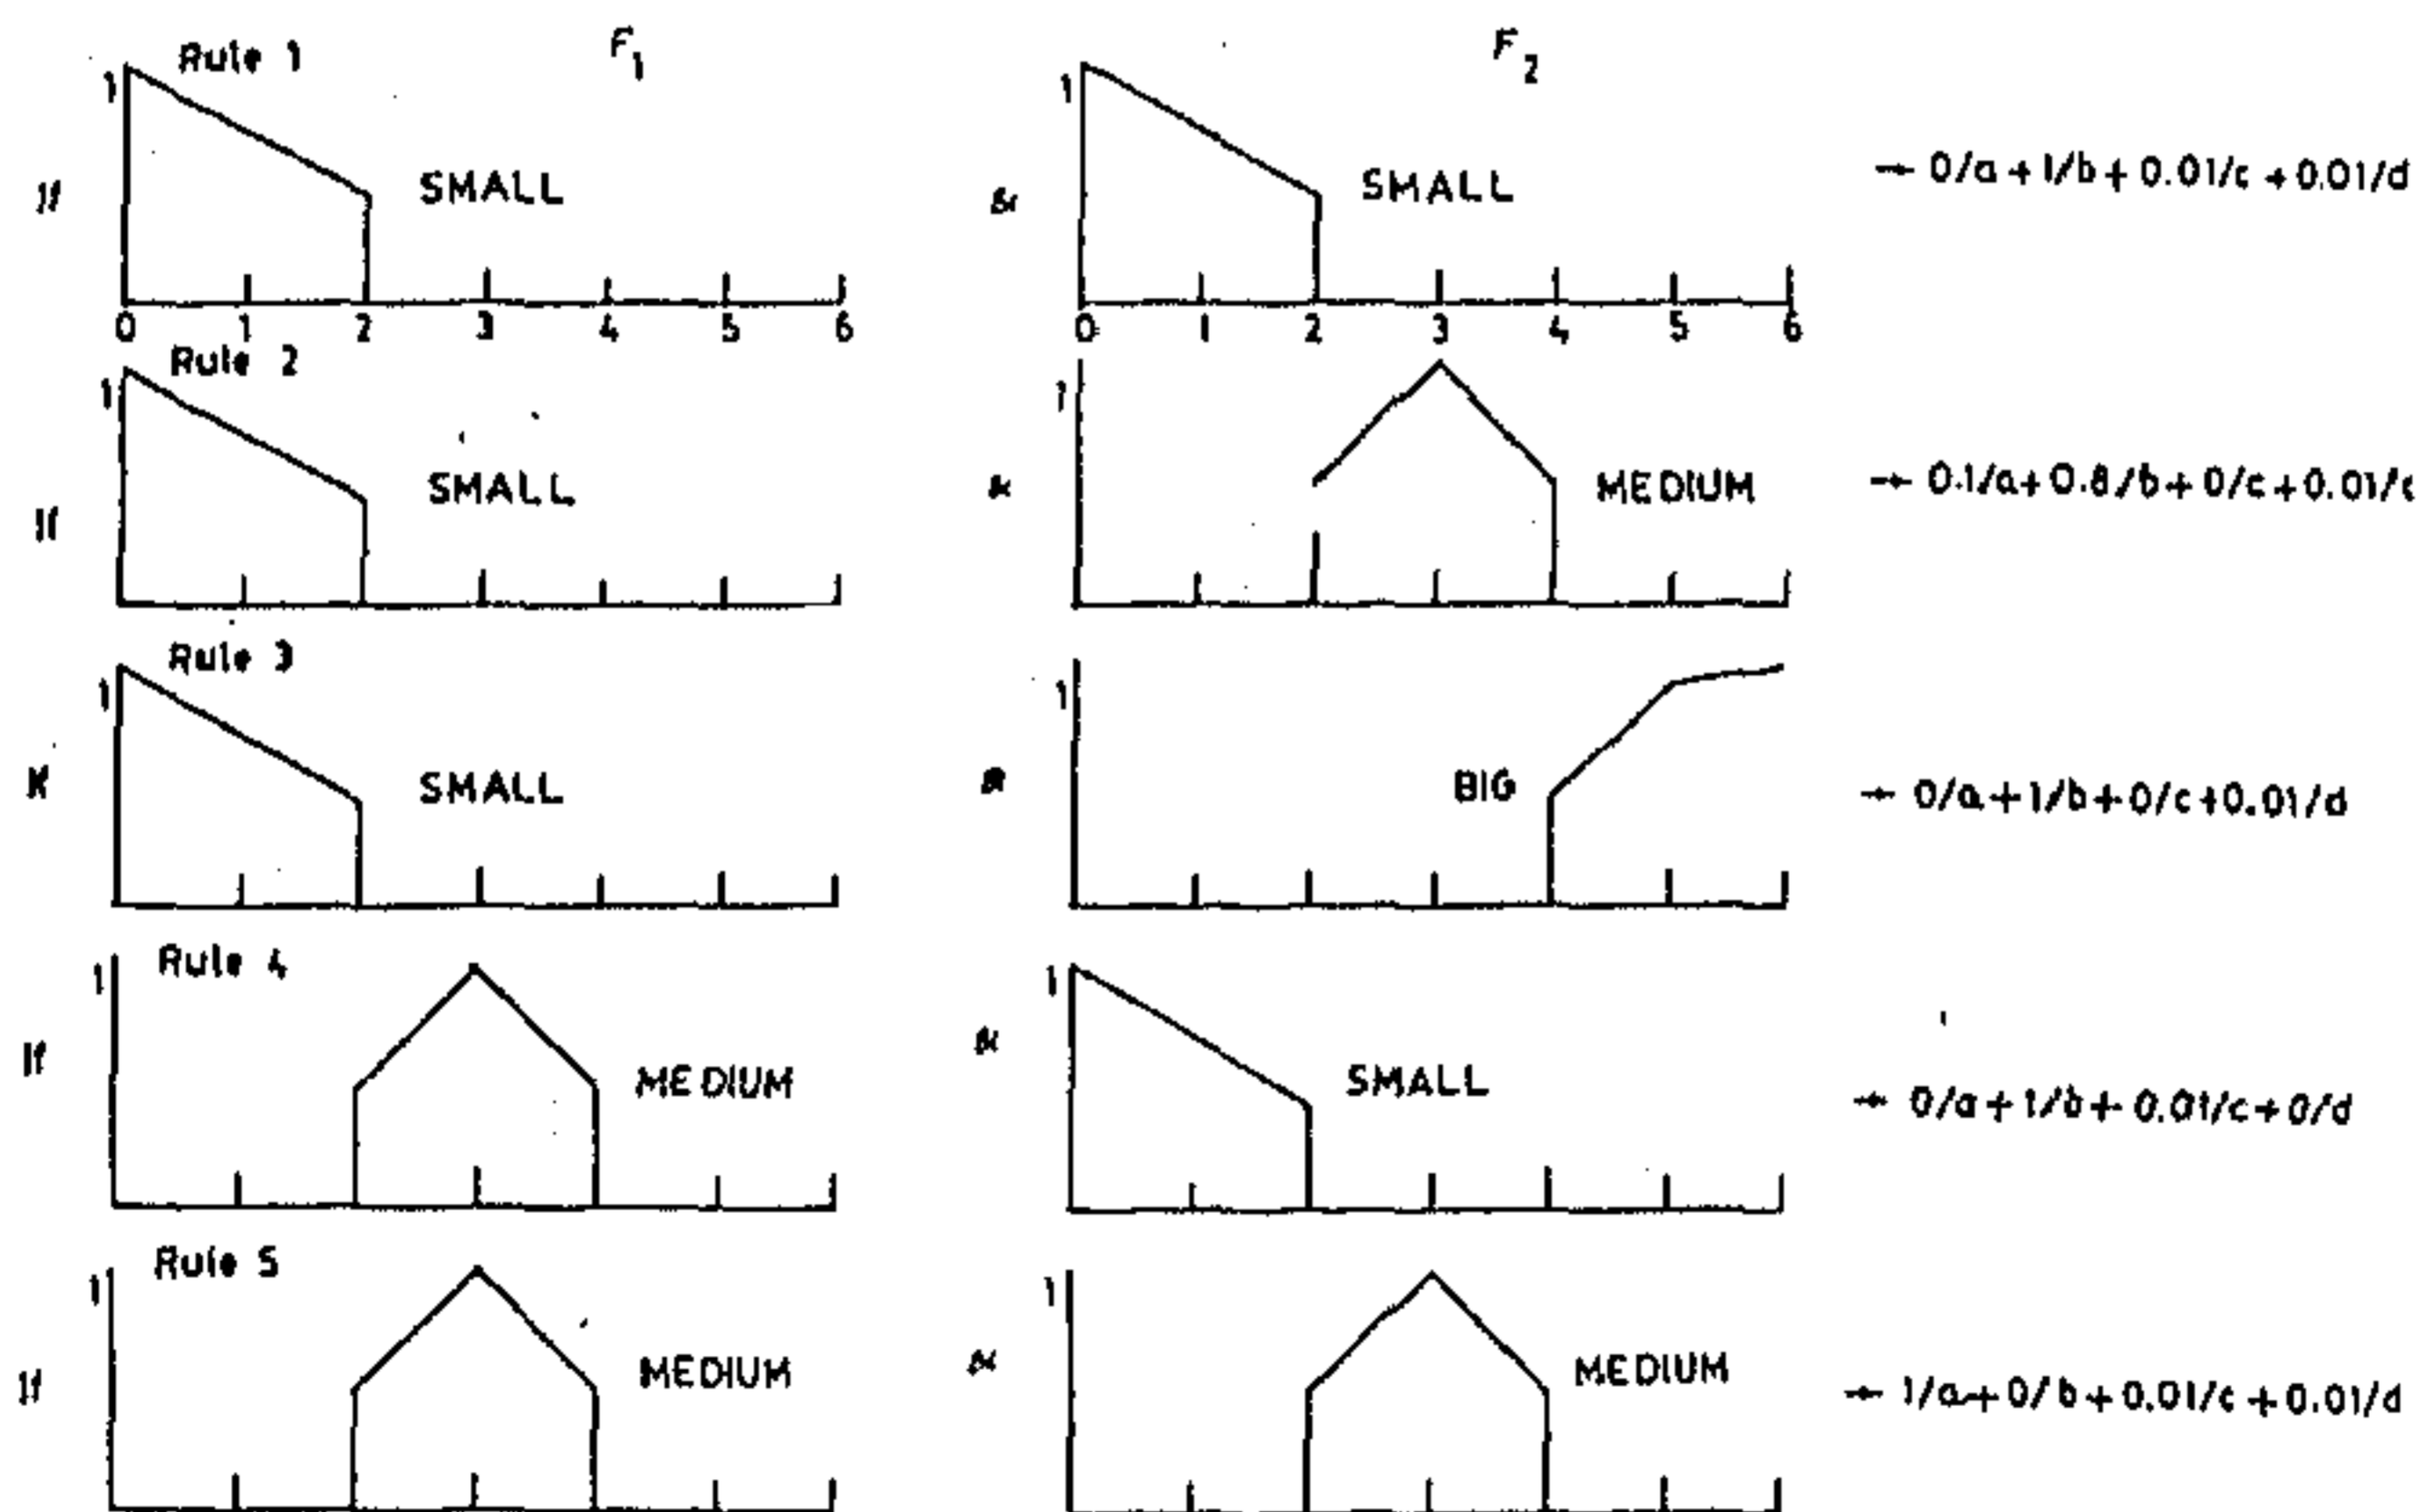 F1 F2
Rule 1
1 1
If SMALL & SMALL → 0/a + 1/b + 0.01/c + 0.01/d
0 1 2 3 4 5 6 0 1 2 3 4 5 6
Rule 2
1 1
If SMALL & MEDIUM → 0.1/a + 0.8/b + 0/c + 0.01/
Rule 3
1 1
If SMALL & BIG → 0/a + 1/b + 0/c + 0.01/d
Rule 4
1 1
If MEDIUM & SMALL → 0/a + 1/b + 0.01/c + 0/d
Rule 5
1 1
If MEDIUM & MEDIUM → 1/a + 0/b + 0.01/c + 0.01/d